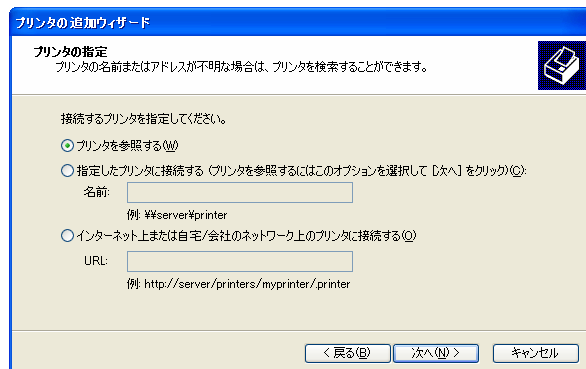 プリンタの追加ウィザード
プリンタの指定
プリンタの名前またはアドレスが不明な場合は、プリンタを検索することができます。
接続するプリンタを指定してください。
プリンタを参照する(W)
指定したプリンタに接続する (プリンタを参照するにはこのオプションを選択して [次へ] をクリック)(C):
名前:
例: ¥¥server¥printer
インターネット上または自宅/会社のネットワーク上のプリンタに接続する(O)
URL:
例: http://server/printers/myprinter/.printer
< 戻る(B) 次へ(N) > キャンセル